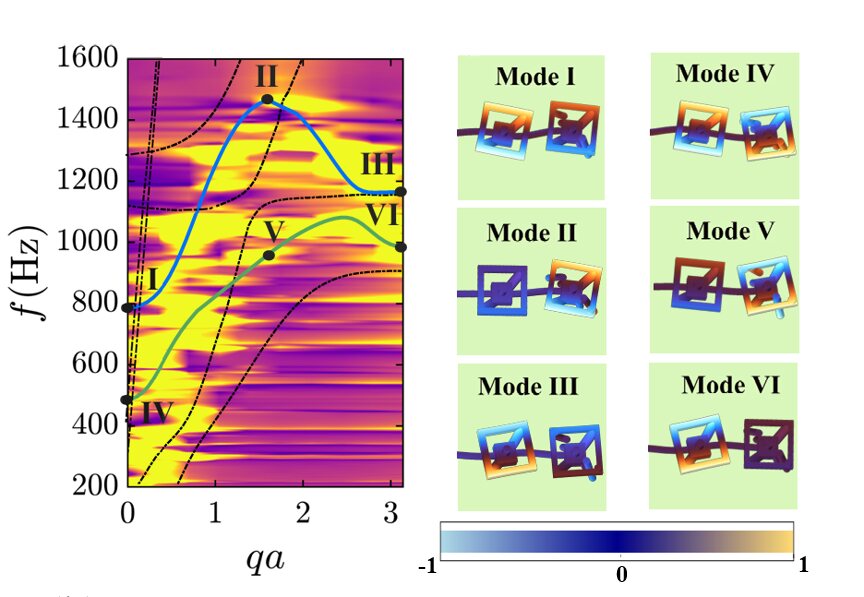 1600
1400
1200
1000
800
600
400
200
f(Hz)
0
1
2
3
qa
I
II
III
IV
V
VI
Mode I
Mode IV
Mode II
Mode V
Mode III
Mode VI
-1
0
1